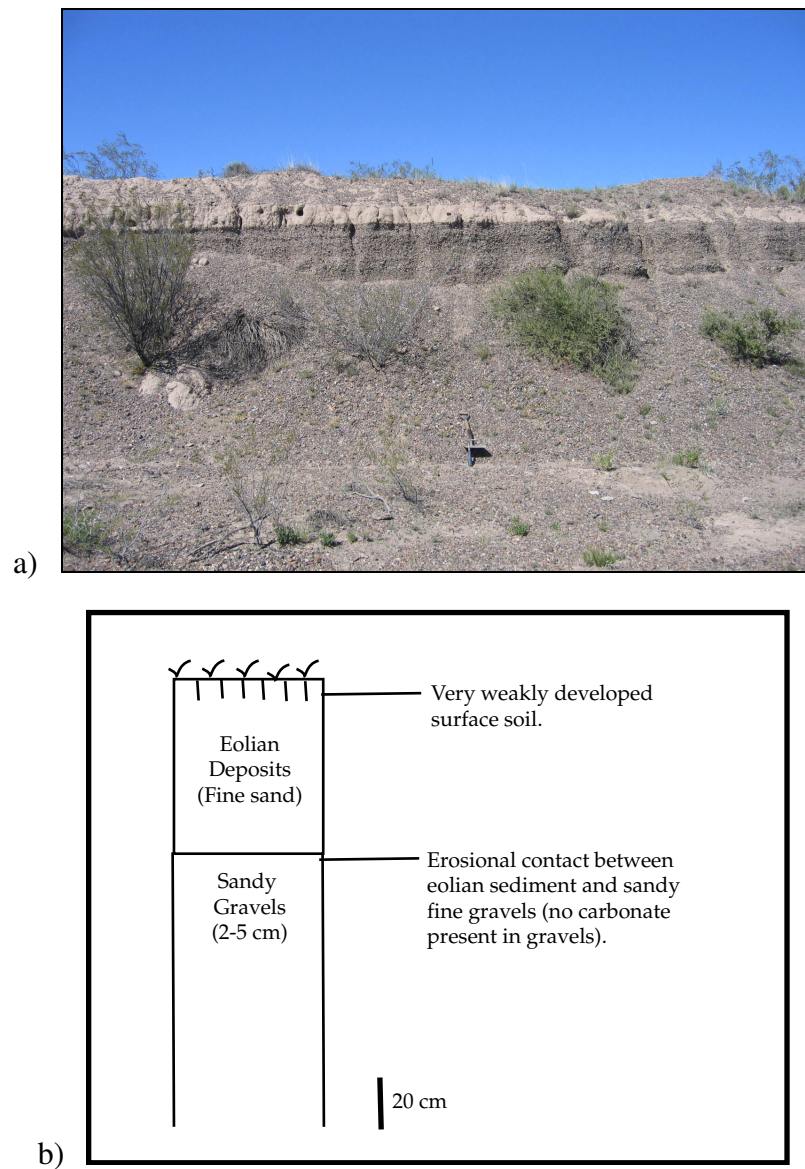 a)
Very weakly developed
surface soil.
Eolian
Deposits
(Fine sand)
Erosional contact between
eolian sediment and sandy
fine gravels (no carbonate
present in gravels).
Sandy
Gravels
(2-5 cm)
20 cm
b)